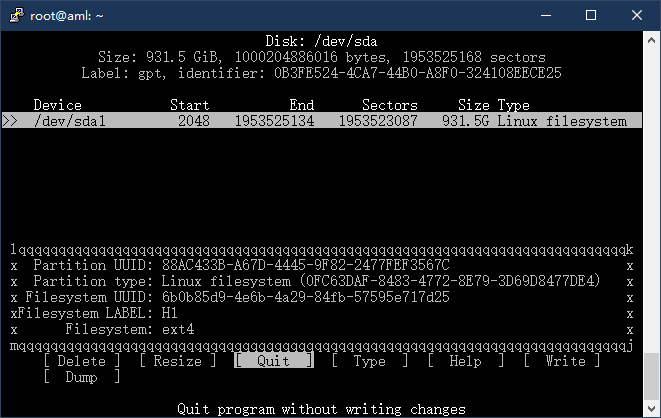 root@aml: ~
Disk: /dev/sda
Size: 931.5 GiB, 1000204886016 bytes, 1953525168 sectors
Label: gpt, identifier: 0B3FE524-4CA7-44B0-A8F0-324108EECE25
Device Start End Sectors Size Type
>> /dev/sda1 2048 1953525134 1953523087 931.5G Linux filesystem
lqqqqqqqqqqqqqqqqqqqqqqqqqqqqqqqqqqqqqqqqqqqqqqqqqqqqqqqqqqqqqqqqqqqqqqqqqqqk
x Partition UUID: 88AC433B-A67D-4445-9F82-2477FEF3567C x
x Partition type: Linux filesystem (0FC63DAF-8483-4772-8E79-3D69D8477DE4) x
x Filesystem UUID: 6b0b85d9-4e6b-4a29-84fb-57595e717d25 x
xFilesystem LABEL: H1 x
x Filesystem: ext4 x
mqqqqqqqqqqqqqqqqqqqqqqqqqqqqqqqqqqqqqqqqqqqqqqqqqqqqqqqqqqqqqqqqqqqqqqqqqqqj
[ Delete ] [ Resize ] [ Quit ] [ Type ] [ Help ] [ Write ]
[ Dump ]
Quit program without writing changes